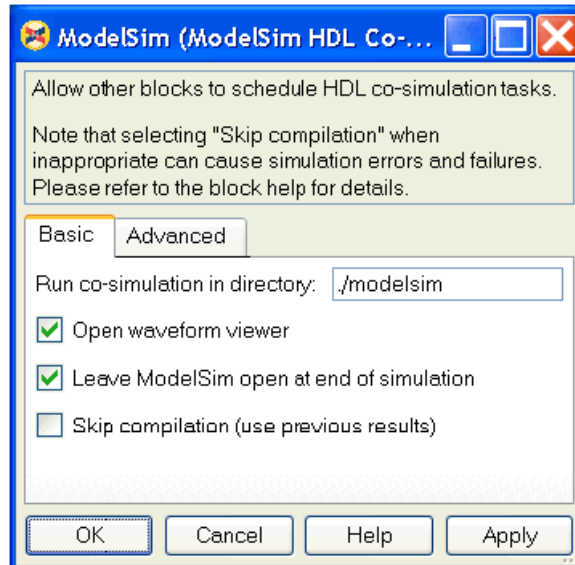 ModelSim (ModelSim HDL Co-...
Allow other blocks to schedule HDL co-simulation tasks.
Note that selecting "Skip compilation" when
inappropriate can cause simulation errors and failures.
Please refer to the block help for details.
Basic Advanced
Run co-simulation in directory: ./modelsim
Open waveform viewer
Leave ModelSim open at end of simulation
Skip compilation (use previous results)
OK Cancel Help Apply